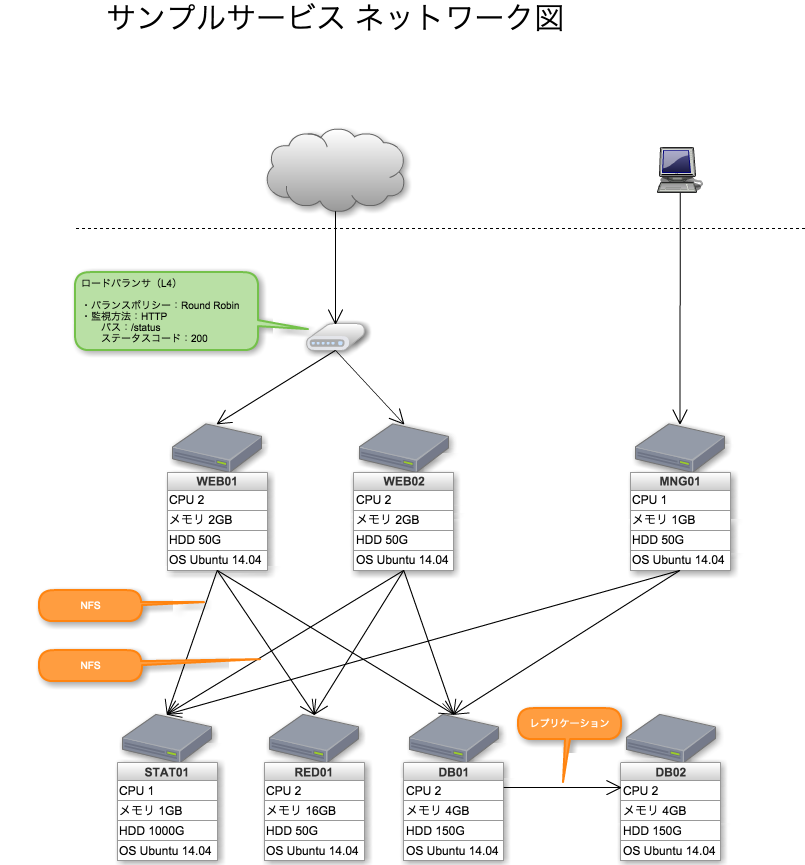 サンプルサービス ネットワーク図
ロードバランサ（L4）
・バランスポリシー：Round Robin
・監視方法：HTTP
パス：/status
ステータスコード：200
WEB01
CPU 2
メモリ 2GB
HDD 50G
OS Ubuntu 14.04
WEB02
CPU 2
メモリ 2GB
HDD 50G
OS Ubuntu 14.04
MNG01
CPU 1
メモリ 1GB
HDD 50G
OS Ubuntu 14.04
NFS
NFS
レプリケーション
STAT01
CPU 1
メモリ 1GB
HDD 1000G
OS Ubuntu 14.04
RED01
CPU 2
メモリ 16GB
HDD 50G
OS Ubuntu 14.04
DB01
CPU 2
メモリ 4GB
HDD 150G
OS Ubuntu 14.04
DB02
CPU 2
メモリ 4GB
HDD 150G
OS Ubuntu 14.04